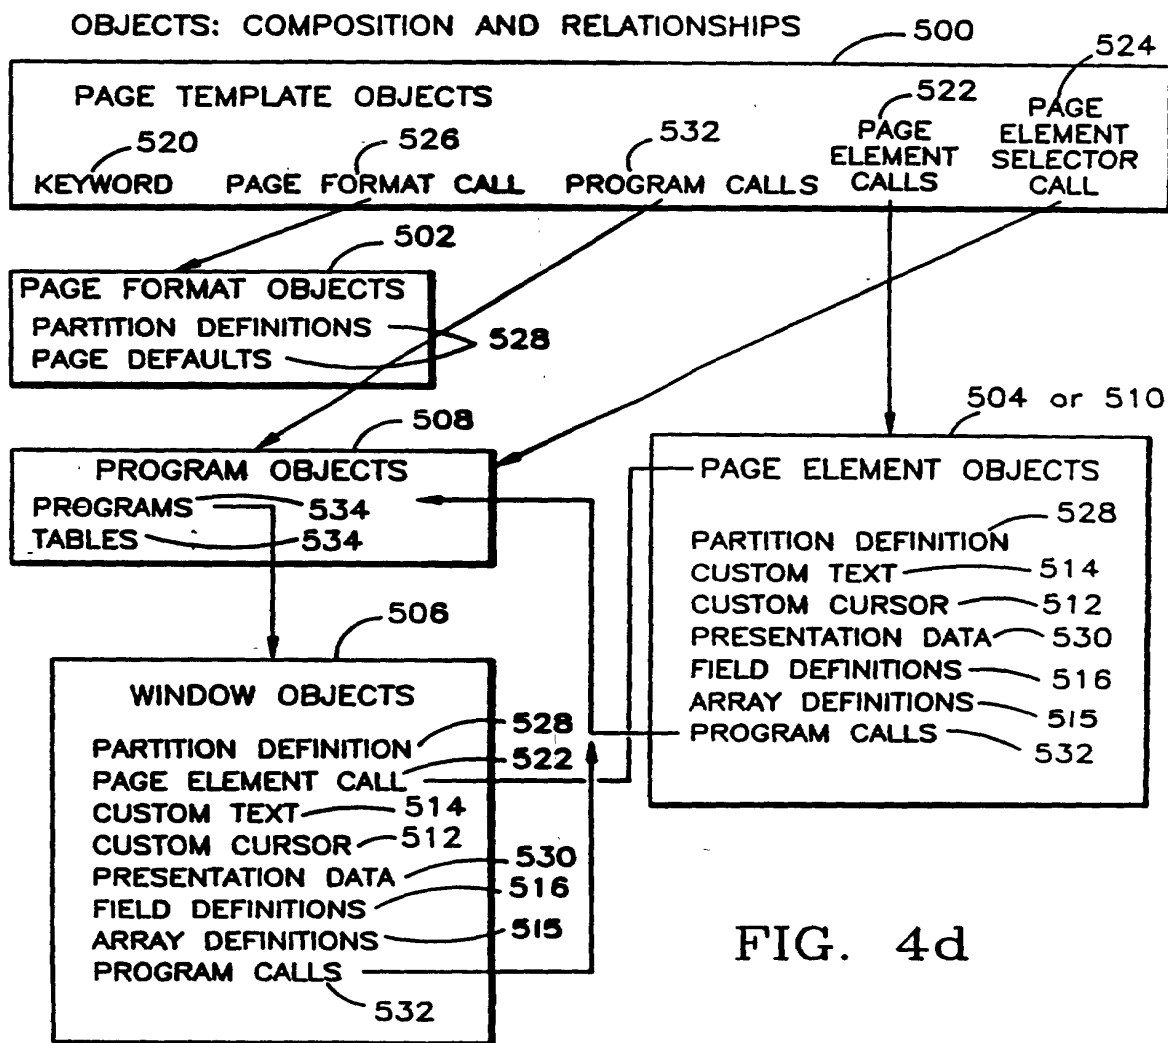 OBJECTS: COMPOSITION AND RELATIONSHIPS
500
524
PAGE TEMPLATE OBJECTS
522
PAGE ELEMENT SELECTOR CALL
520
526
532
PAGE ELEMENT CALLS
KEYWORD
PAGE FORMAT CALL
PROGRAM CALLS
502
PAGE FORMAT OBJECTS
PARTITION DEFINITIONS
PAGE DEFAULTS
528
508
PROGRAM OBJECTS
PROGRAMS 534
TABLES 534
504 or 510
PAGE ELEMENT OBJECTS
528
PARTITION DEFINITION
CUSTOM TEXT 514
CUSTOM CURSOR 512
PRESENTATION DATA 530
FIELD DEFINITIONS 516
ARRAY DEFINITIONS 515
PROGRAM CALLS 532
506
WINDOW OBJECTS
PARTITION DEFINITION 528
PAGE ELEMENT CALL 522
CUSTOM TEXT 514
CUSTOM CURSOR 512
PRESENTATION DATA 530
FIELD DEFINITIONS 516
ARRAY DEFINITIONS 515
PROGRAM CALLS
532
FIG. 4d